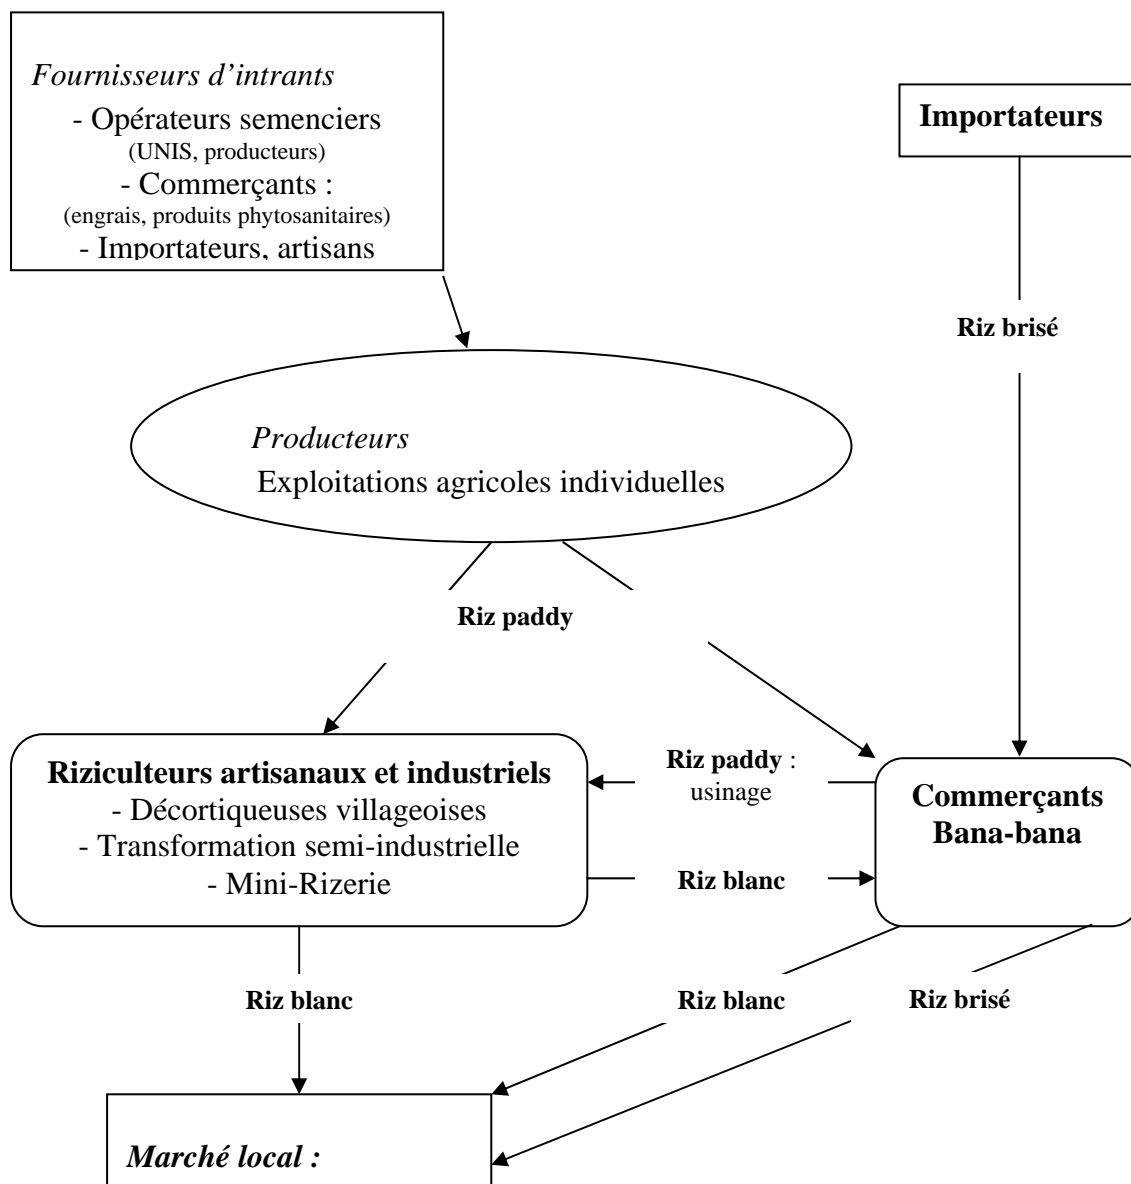 Fournisseurs d’intrants
- Opérateurs semenciers
(UNIS, producteurs)
- Commerçants :
(engrais, produits phytosanitaires)
- Importateurs, artisans
Importateurs
Riz brisé
Producteurs
Exploitations agricoles individuelles
Riz paddy
Riziculteurs artisanaux et industriels
- Décortiqueuses villageoises
- Transformation semi-industrielle
- Mini-Rizerie
Riz paddy :
usinage
Riz blanc
Commerçants
Bana-bana
Riz blanc
Riz blanc
Riz brisé
Marché local :